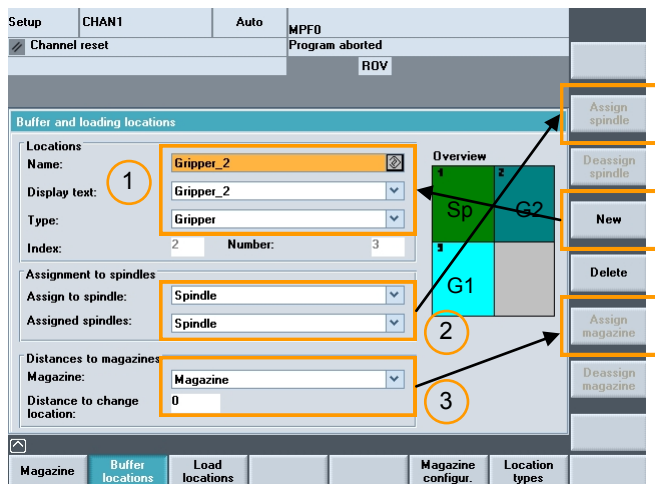 Setup CHAN1 Auto MPF0
Channel reset Program aborted
ROV
Buffer and loading locations
Locations
Name: Gripper_2
Display text: Gripper_2
Type: Gripper
Index: 2 Number: 3
1
Assignment to spindles
Assign to spindle: Spindle
Assigned spindles: Spindle
2
Distances to magazines
Magazine: Magazine
Distance to change location: 0
3
Overview
1 2
Sp G2
3
G1
Assign spindle
Deassign spindle
New
Delete
Assign magazine
Deassign magazine
Magazine
Buffer locations
Load locations
Magazine configur.
Location types